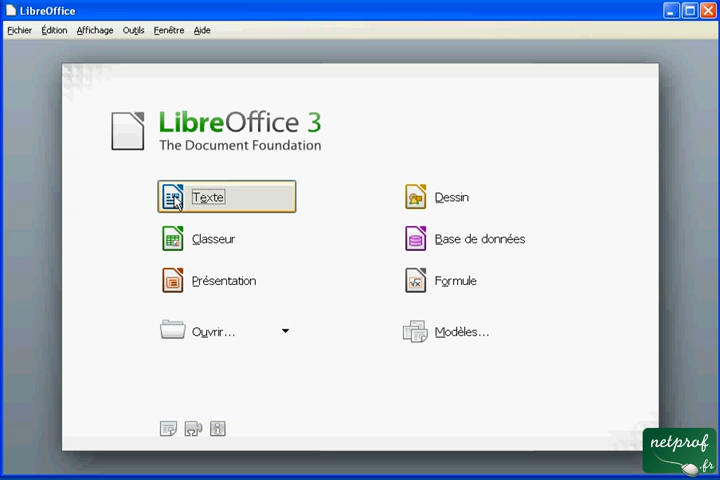 LibreOffice
Fichier Édition Affichage Outils Fenêtre Aide
LibreOffice 3
The Document Foundation
Texte
Dessin
Classeur
Base de données
Présentation
Formule
Ouvrir...
Modèles...
netprof
.fr